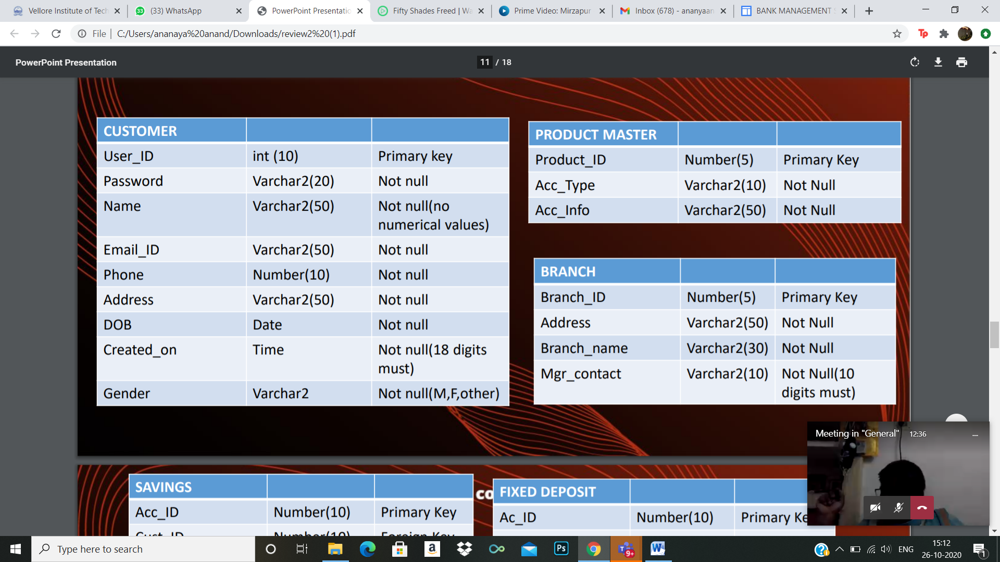 Vellore Institute of Tech
(33) WhatsApp
PowerPoint Presentatio
Fifty Shades Freed | Wa
Prime Video: Mirzapur
Inbox (678) - ananyaan
BANK MANAGEMENT S
File
C:/Users/ananaya%20anand/Downloads/review2%20(1).pdf
PowerPoint Presentation
11 / 18
CUSTOMER
User_ID int (10) Primary key
Password Varchar2(20) Not null
Name Varchar2(50) Not null(no
numerical values)
Email_ID Varchar2(50) Not null
Phone Number(10) Not null
Address Varchar2(50) Not null
DOB Date Not null
Created_on Time Not null(18 digits
must)
Gender Varchar2 Not null(M,F,other)
PRODUCT MASTER
Product_ID Number(5) Primary Key
Acc_Type Varchar2(10) Not Null
Acc_Info Varchar2(50) Not Null
BRANCH
Branch_ID Number(5) Primary Key
Address Varchar2(50) Not Null
Branch_name Varchar2(30) Not Null
Mgr_contact Varchar2(10) Not Null(10
digits must)
Meeting in "General" 12:36
SAVINGS
Acc_ID Number(10) Primary Key
Cust_ID Number(10) Foreign Key
co
FIXED DEPOSIT
Ac_ID Number(10) Primary Ke
Type here to search
ENG
15:12
26-10-2020
1